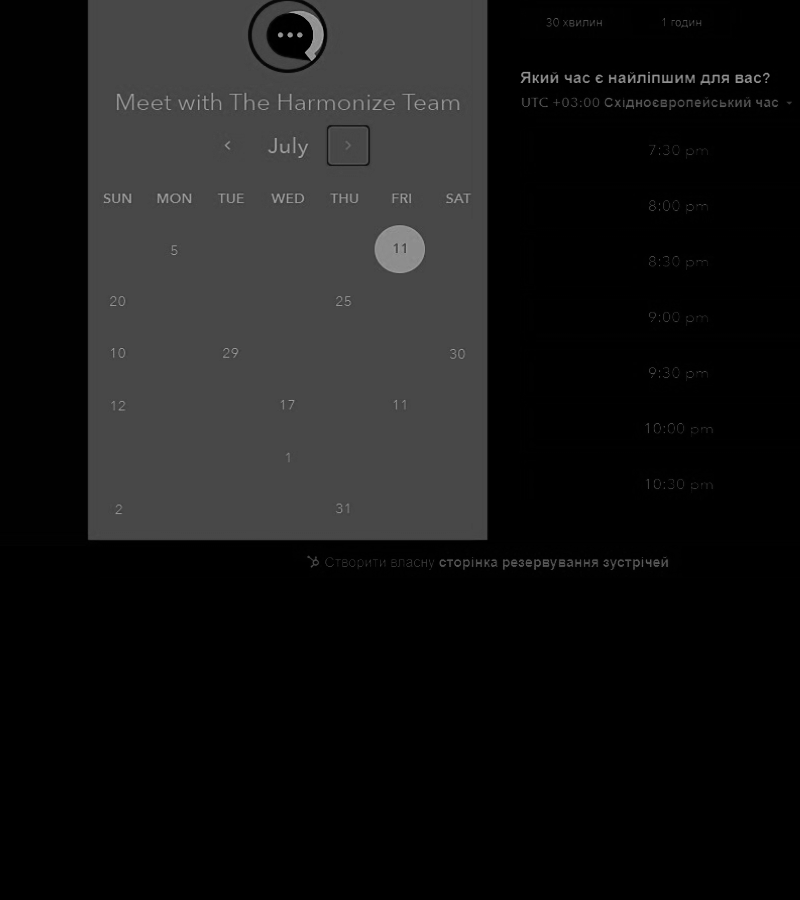 Meet with The Harmonize Team
July
SUN MON TUE WED THU FRI SAT
5 11
20 25
10 29 30
12 17 11
1
2 31
30 хвилин 1 годин
Який час є найліпшим для вас?
UTC +03:00 Східноєвропейський час
7:30 pm
8:00 pm
8:30 pm
9:00 pm
9:30 pm
10:00 pm
10:30 pm
Створити власну сторінка резервування зустрічей